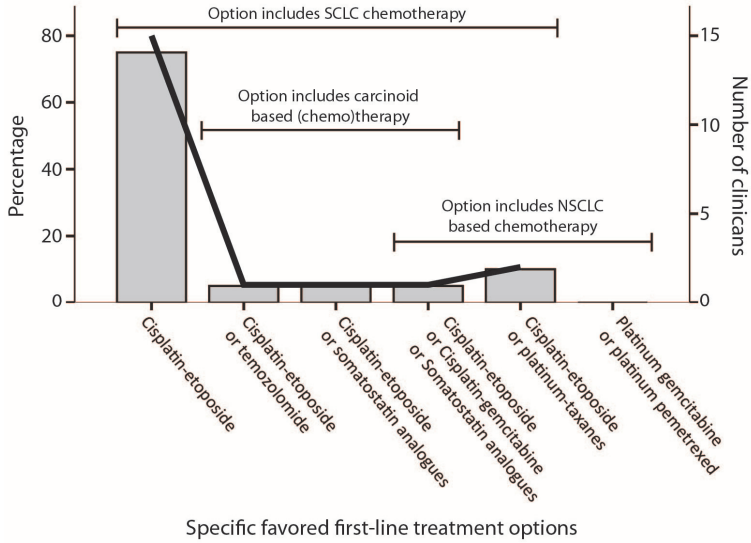 Option includes SCLC chemotherapy
80
60
40
20
0
Percentage
15
10
5
0
Number of clinicans
Option includes carcinoid
based (chemo)therapy
Option includes NSCLC
based chemotherapy
Cisplatin-etoposide
Cisplatin-etoposide
or temozolomide
Cisplatin-etoposide
or somatostatin analogues
Cisplatin-etoposide
or Cisplatin-gemcitabine
or Somatostatin analogues
Cisplatin-etoposide
or platinum-taxanes
Platinum gemcitabine
or platinum pemetrexed
Specific favored first-line treatment options